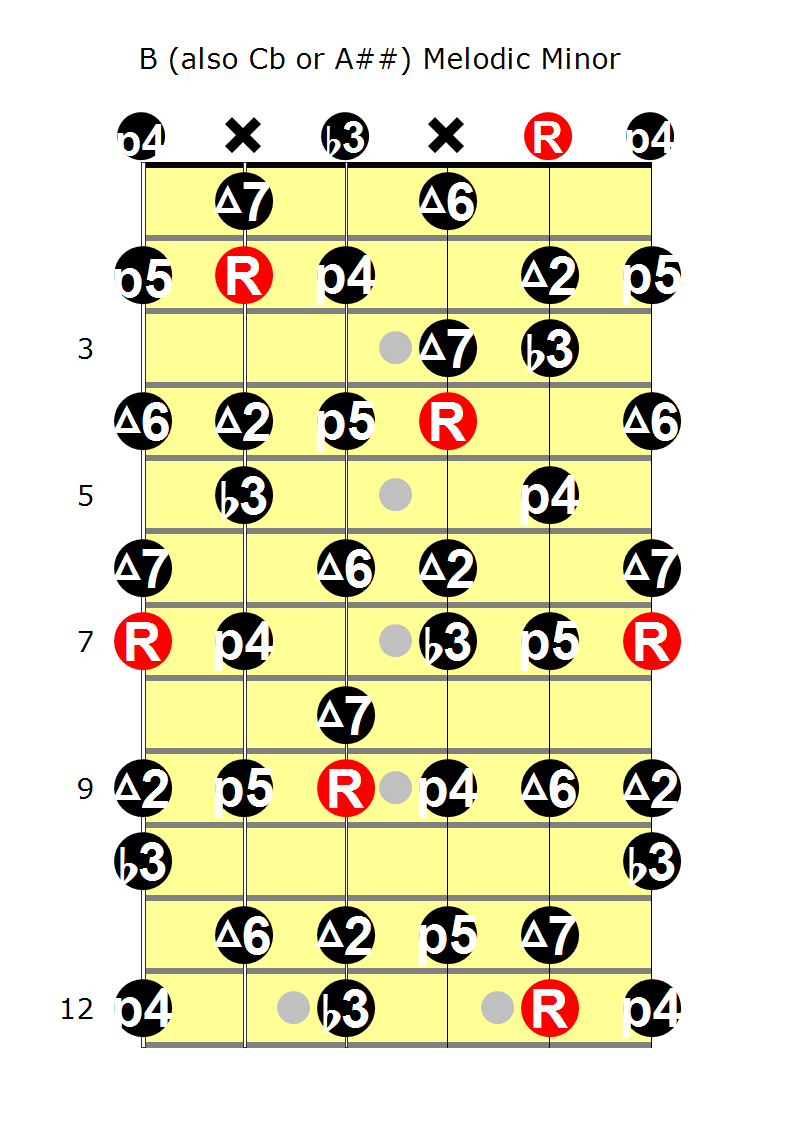 B (also Cb or A##) Melodic Minor
p4 × ♭3 × R p4
Δ7 Δ6
p5 R p4 Δ2 p5
3 Δ7 ♭3
Δ6 Δ2 p5 R Δ6
5 ♭3 p4
Δ7 Δ6 Δ2 Δ7
7 R p4 ♭3 p5 R
Δ7
9 Δ2 p5 R p4 Δ6 Δ2
♭3 ♭3
Δ6 Δ2 p5 Δ7
12 p4 ♭3 R p4